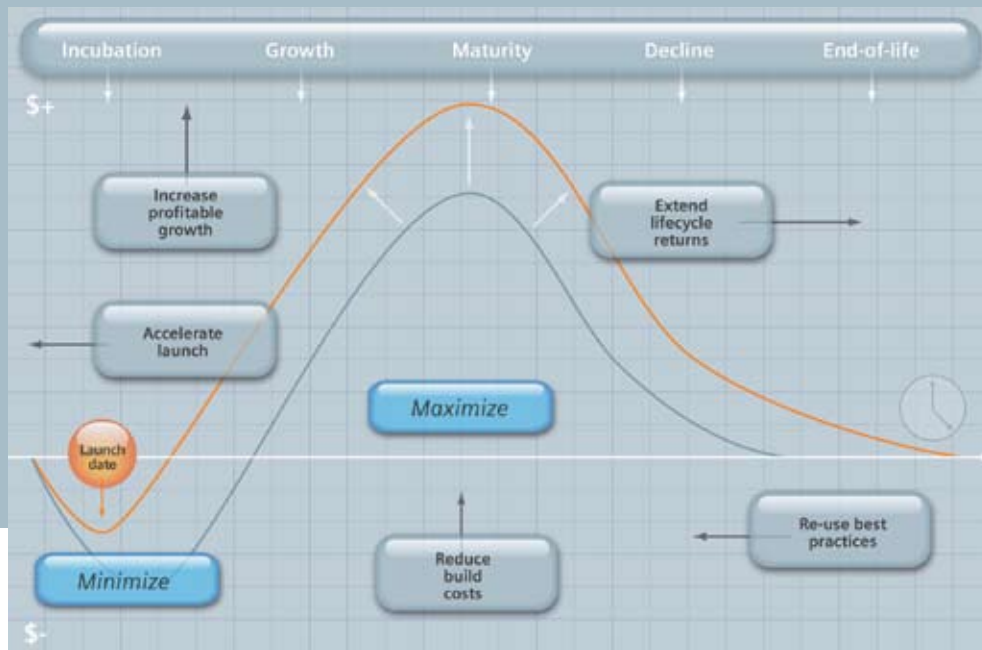 Incubation Growth Maturity Decline End-of-life
$+
Increase
profitable
growth
Extend
lifecycle
returns
Accelerate
launch
Maximize
Launch
date
Minimize
Reduce
build
costs
Re-use best
practices
$-